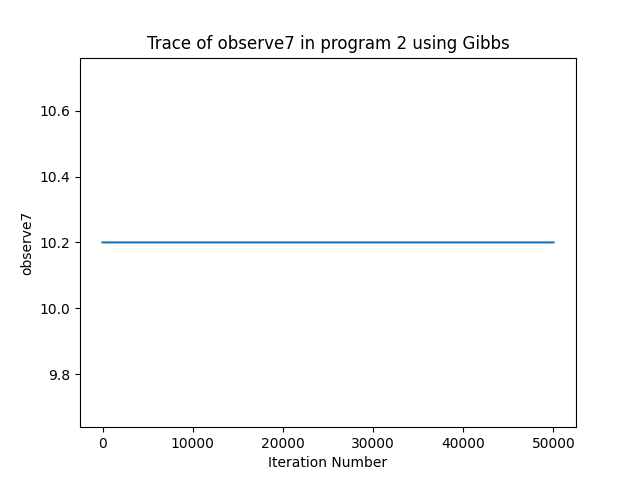 Trace of observe7 in program 2 using Gibbs
10.6
10.4
10.2
10.0
9.8
observe7
0 10000 20000 30000 40000 50000
Iteration Number